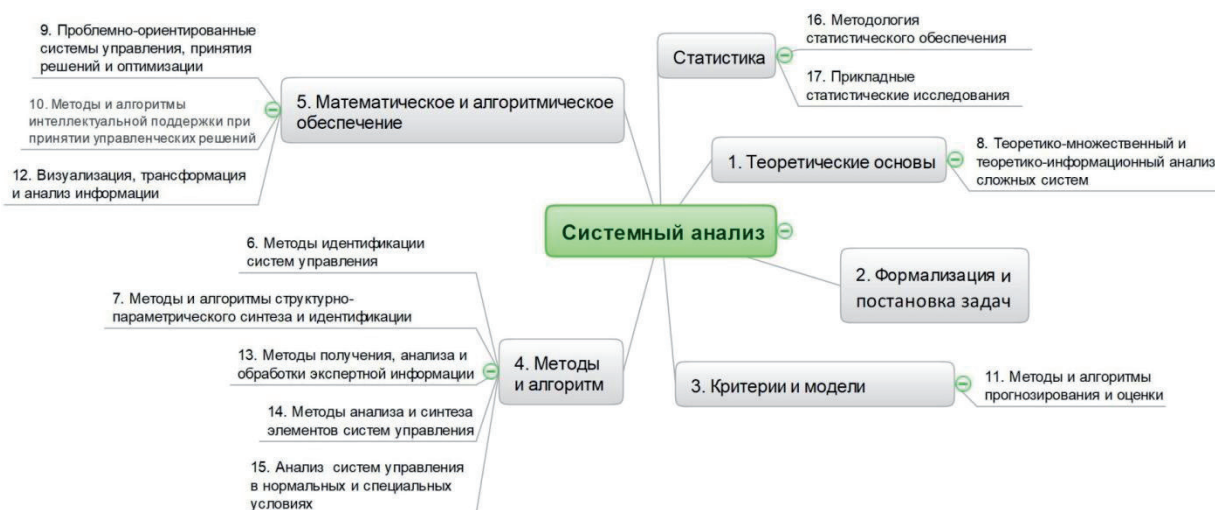 9. Проблемно-ориентированные
системы управления, принятия
решений и оптимизации
10. Методы и алгоритмы
интеллектуальной поддержки при
принятии управленческих решений
12. Визуализация, трансформация
и анализ информации
5. Математическое и алгоритмическое
обеспечение
Статистика
16. Методология
статистического обеспечения
17. Прикладные
статистические исследования
1. Теоретические основы
8. Теоретико-множественный и
теоретико-информационный анализ
сложных систем
Системный анализ
2. Формализация и
постановка задач
3. Критерии и модели
11. Методы и алгоритмы
прогнозирования и оценки
4. Методы
и алгоритм
6. Методы идентификации
систем управления
7. Методы и алгоритмы структурно-
параметрического синтеза и идентификации
13. Методы получения, анализа и
обработки экспертной информации
14. Методы анализа и синтеза
элементов систем управления
15. Анализ систем управления
в нормальных и специальных
условиях